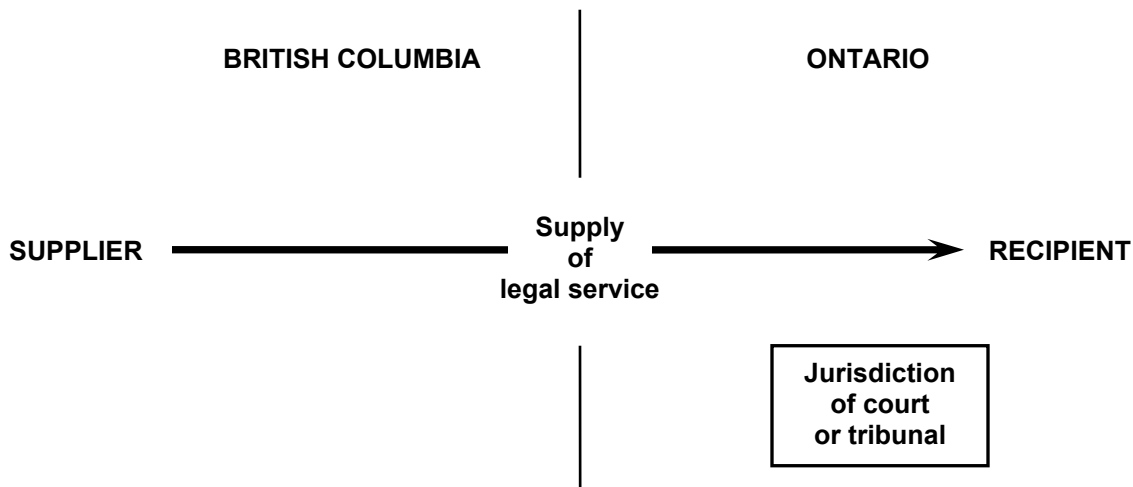 BRITISH COLUMBIA
ONTARIO
SUPPLIER
Supply
of
legal service
RECIPIENT
Jurisdiction
of court
or tribunal